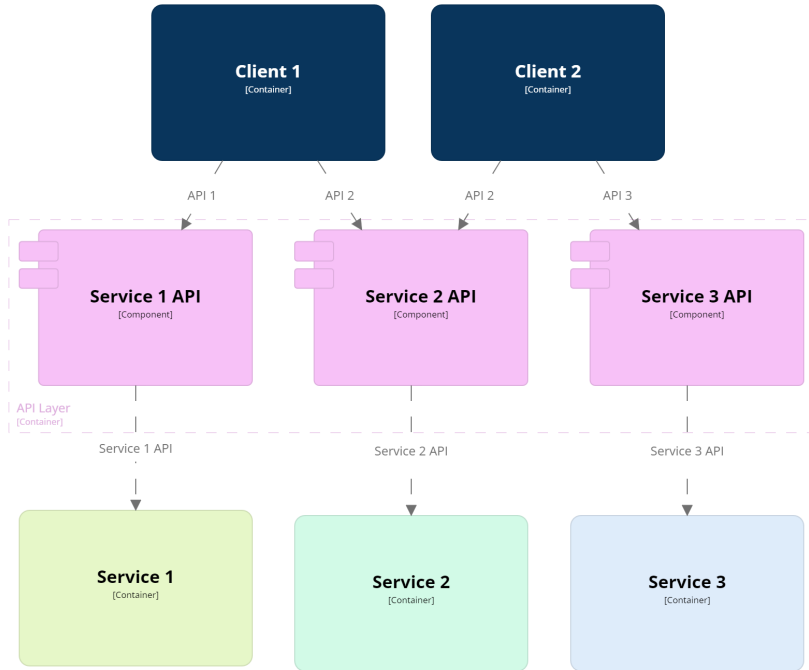 Client 1
[Container]
Client 2
[Container]
API 1
API 2
API 2
API 3
Service 1 API
[Component]
Service 2 API
[Component]
Service 3 API
[Component]
API Layer
[Container]
Service 1 API
Service 2 API
Service 3 API
Service 1
[Container]
Service 2
[Container]
Service 3
[Container]